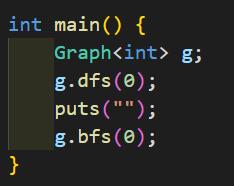 int main() {
    Graph<int> g;
    g.dfs(0);
    puts("");
    g.bfs(0);
}